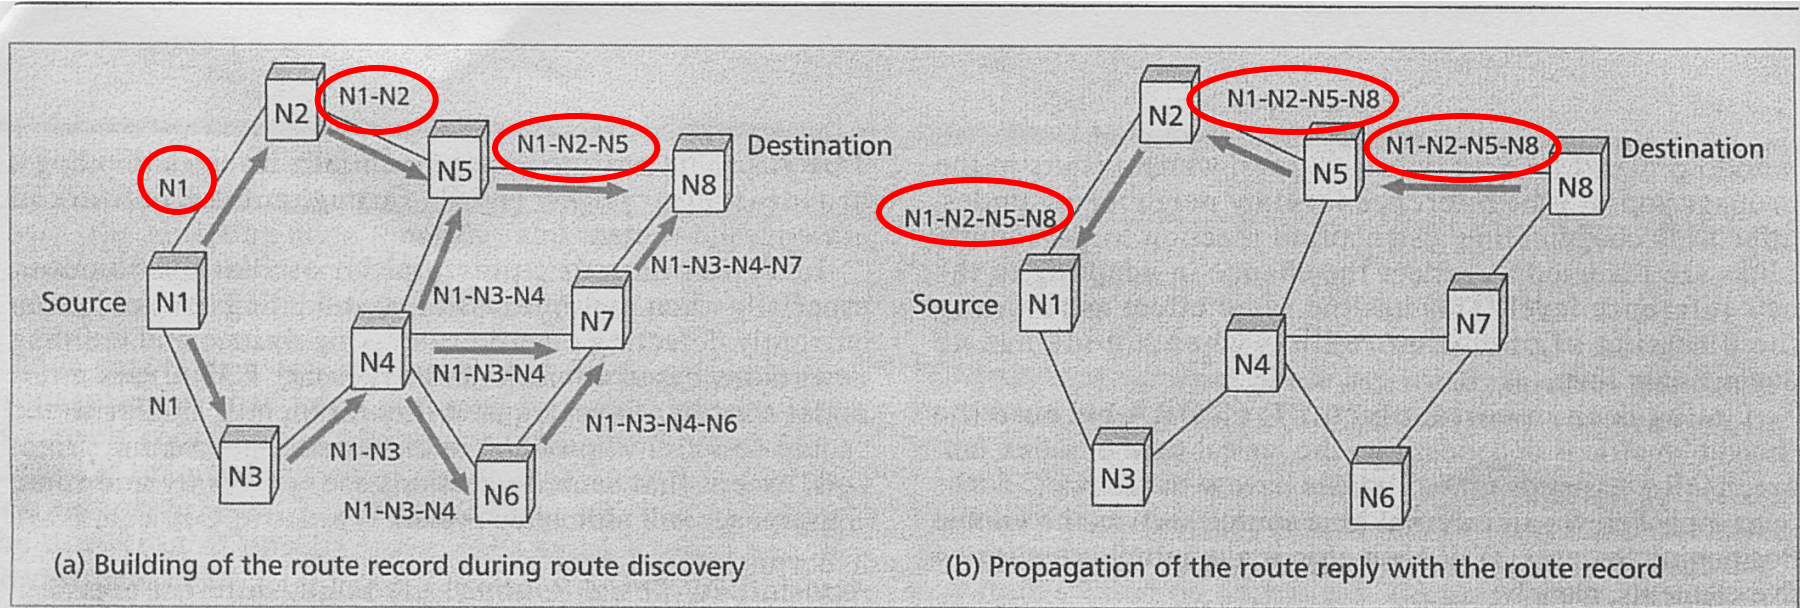 N2
N1-N2
N1-N2-N5
Destination
N1
N5
N8
N1-N3-N4-N7
Source
N1
N1-N3-N4
N7
N4
N1-N3-N4
N1
N1-N3-N4-N6
N3
N1-N3
N6
N1-N3-N4
(a) Building of the route record during route discovery
N2
N1-N2-N5-N8
N1-N2-N5-N8
Destination
N5
N8
N1-N2-N5-N8
Source
N1
N7
N4
N3
N6
(b) Propagation of the route reply with the route record